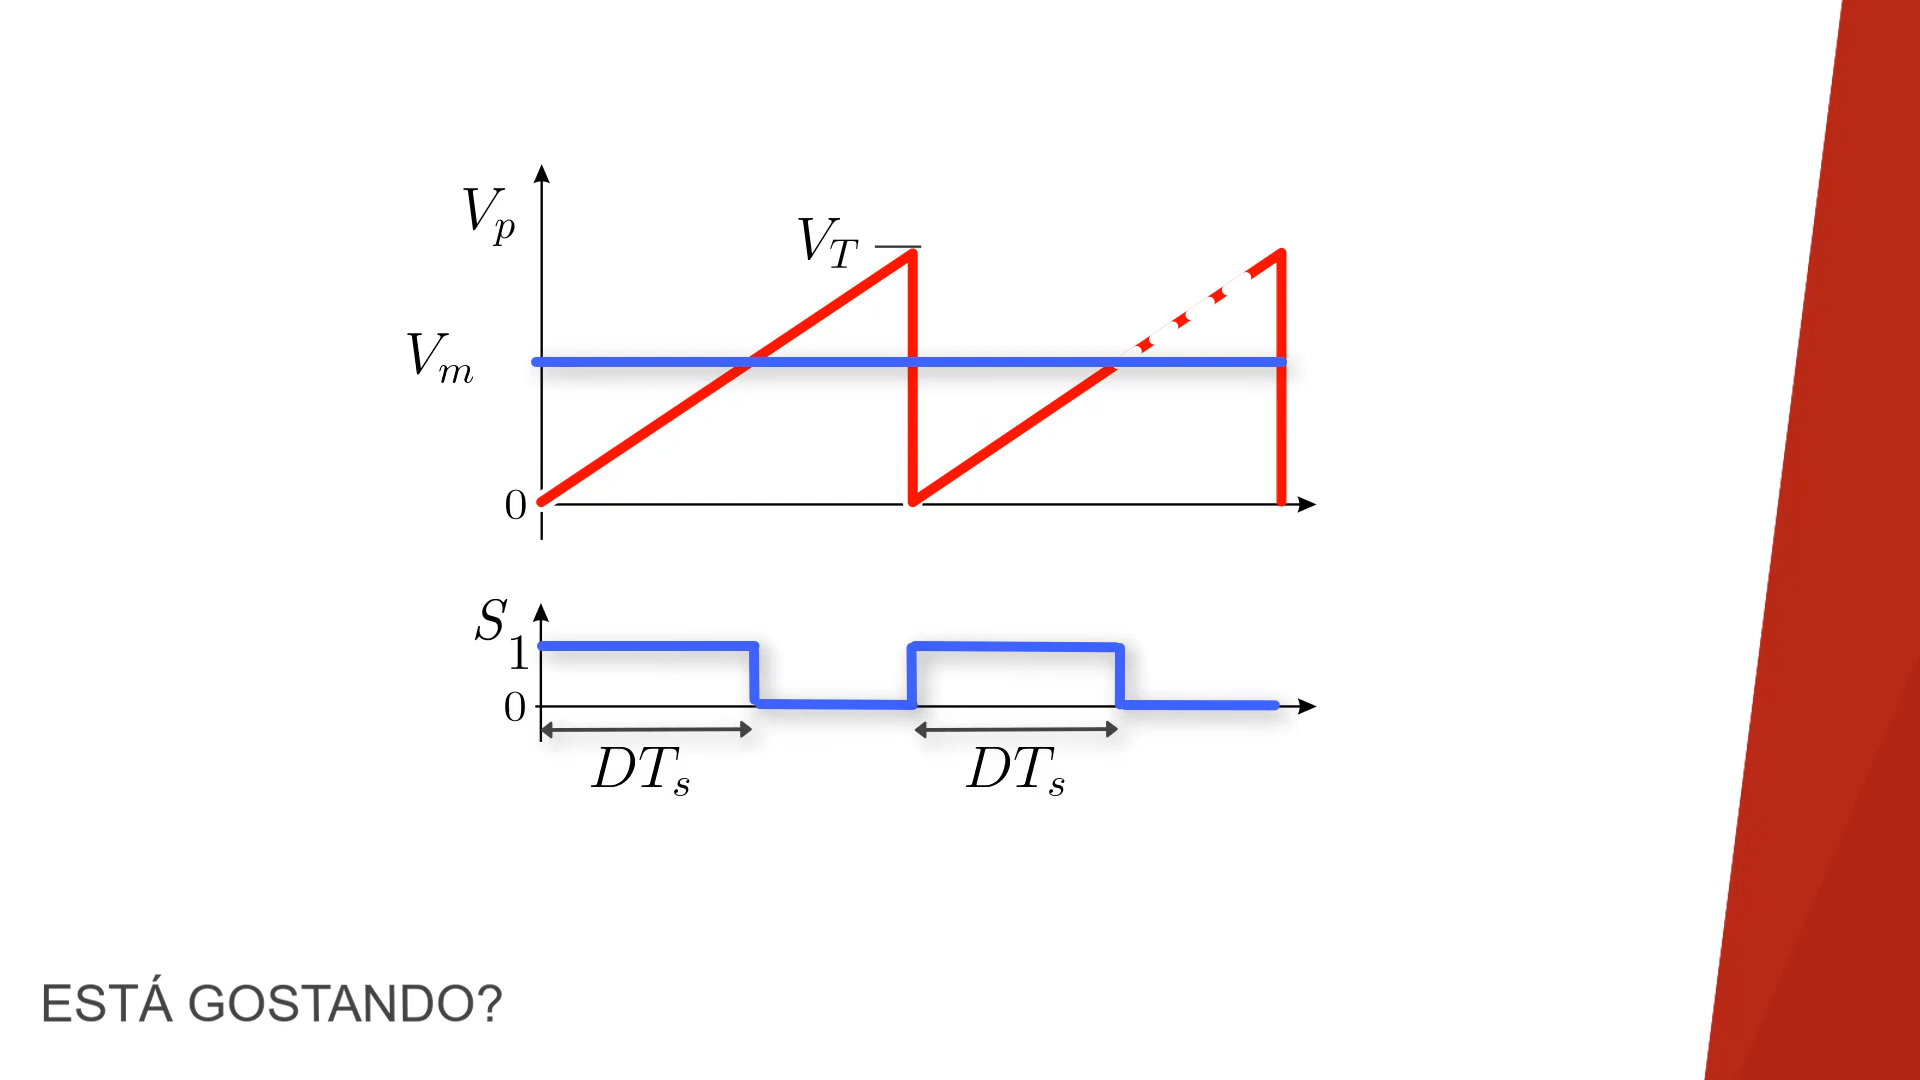 V_p
V_T
V_m
0
S
1
0
DT_s DT_s
ESTÁ GOSTANDO?